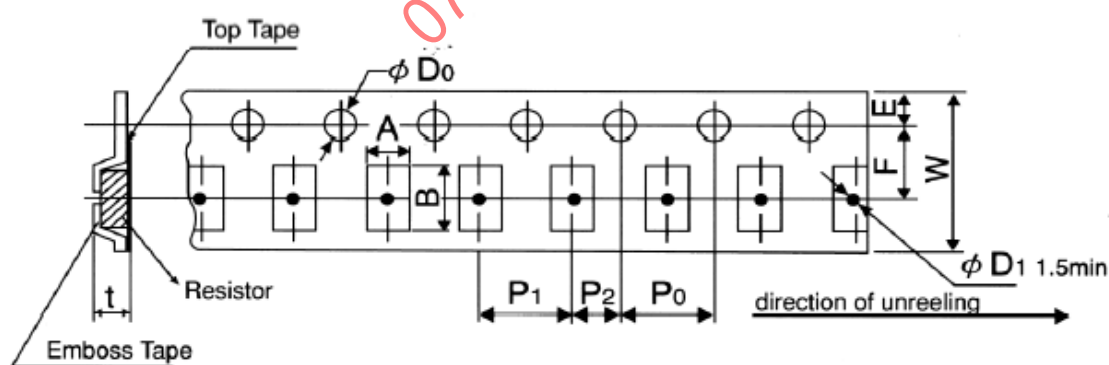 Top Tape
φ D0
A
B
E
F
W
t
Resistor
Emboss Tape
P1
P2
P0
φ D1 1.5min
direction of unreeling